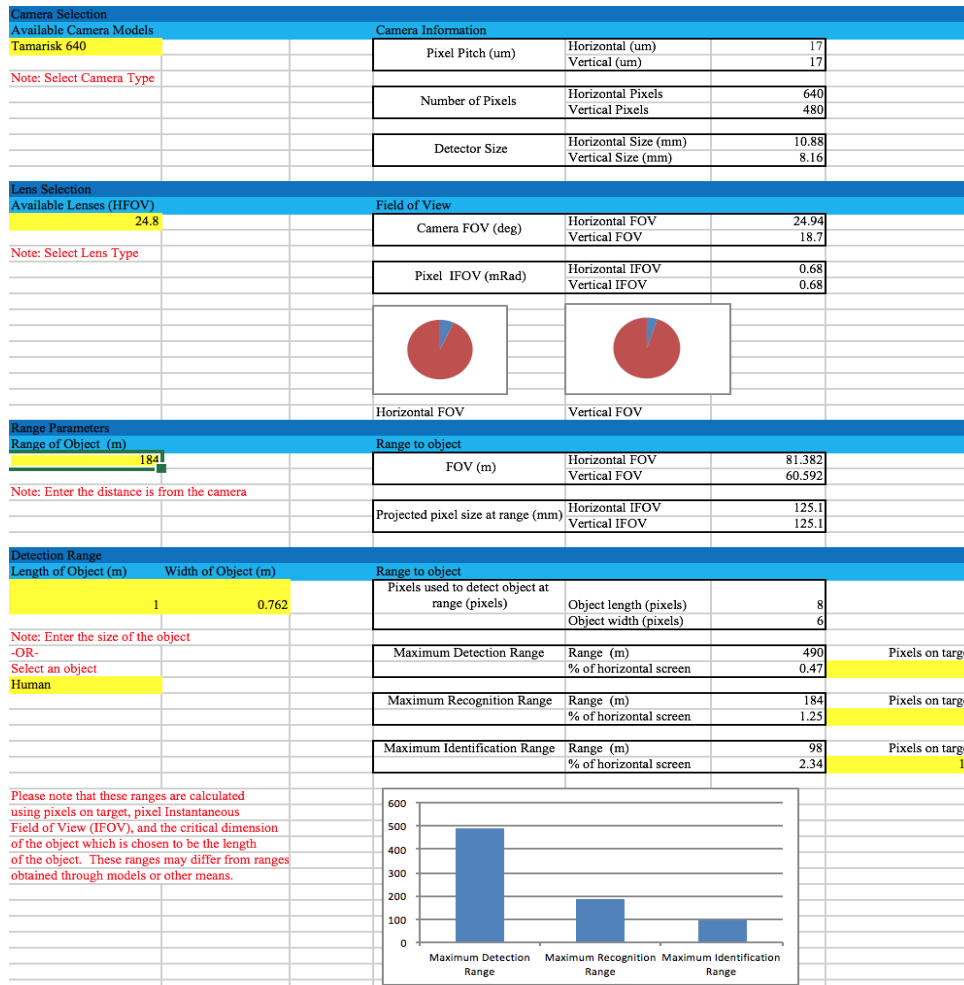 Camera Selection
Available Camera Models Camera Information
Tamarisk 640 Pixel Pitch (um) Horizontal (um) 17
Vertical (um) 17
Note: Select Camera Type
Number of Pixels Horizontal Pixels 640
Vertical Pixels 480
Detector Size Horizontal Size (mm) 10.88
Vertical Size (mm) 8.16
Lens Selection
Available Lenses (HFOV) Field of View
24.8 Camera FOV (deg) Horizontal FOV 24.94
Vertical FOV 18.7
Note: Select Lens Type
Pixel IFOV (mRad) Horizontal IFOV 0.68
Vertical IFOV 0.68
Horizontal FOV Vertical FOV
Range Parameters
Range of Object (m) Range to object
184 FOV (m) Horizontal FOV 81.382
Vertical FOV 60.592
Note: Enter the distance is from the camera
Projected pixel size at range (mm) Horizontal IFOV 125.1
Vertical IFOV 125.1
Detection Range
Length of Object (m) Width of Object (m) Range to object
Pixels used to detect object at
range (pixels)
1 0.762 Object length (pixels) 8
Object width (pixels) 6
Note: Enter the size of the object
-OR- Maximum Detection Range Range (m) 490 Pixels on targ
Select an object % of horizontal screen 0.47
Human
Maximum Recognition Range Range (m) 184 Pixels on targ
% of horizontal screen 1.25
Maximum Identification Range Range (m) 98 Pixels on targ
% of horizontal screen 2.34 1
Please note that these ranges are calculated
using pixels on target, pixel Instantaneous
Field of View (IFOV), and the critical dimension
of the object which is chosen to be the length
of the object. These ranges may differ from ranges
obtained through models or other means.
600
500
400
300
200
100
0
Maximum Detection Range
Maximum Recognition Range
Maximum Identification Range